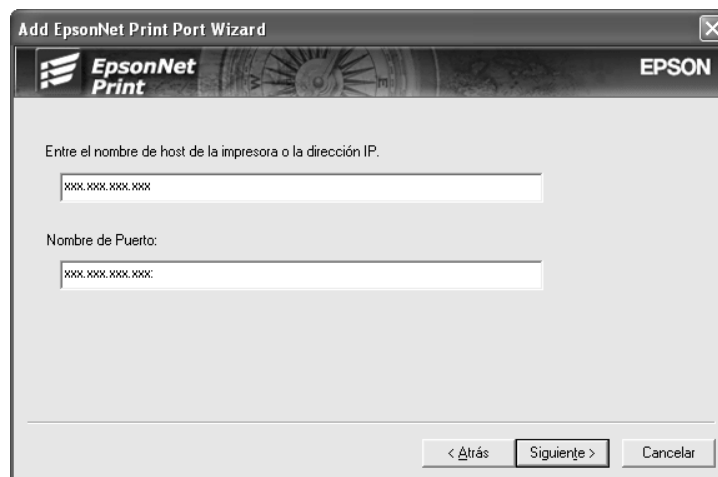 Add EpsonNet Print Port Wizard
EpsonNet
Print
EPSON
W
E
Entre el nombre de host de la impresora o la dirección IP.
xxx.xxx.xxx.xxx
Nombre de Puerto:
xxx.xxx.xxx.xxx:
< Atrás
Siguiente >
Cancelar